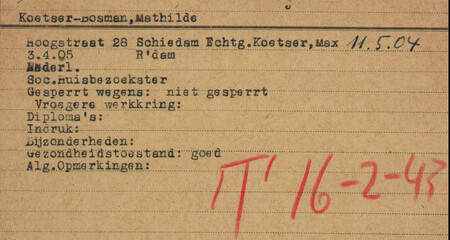 Koetser-Bosman,Mathilde
Hoogstraat 28 Schiedam Echtg.Koetser,Max 11.5.04
3.4.05 R'dam
Nederl.
Soc.Huisbezoekster
Gesperrt wegens: niet gesperrt
Vroegere werkkring:
Diploma's:
Indruk:
Bijzonderheden:
Gezondheidstoestand: goed
Alg.Opmerkingen:
T' 16-2-43